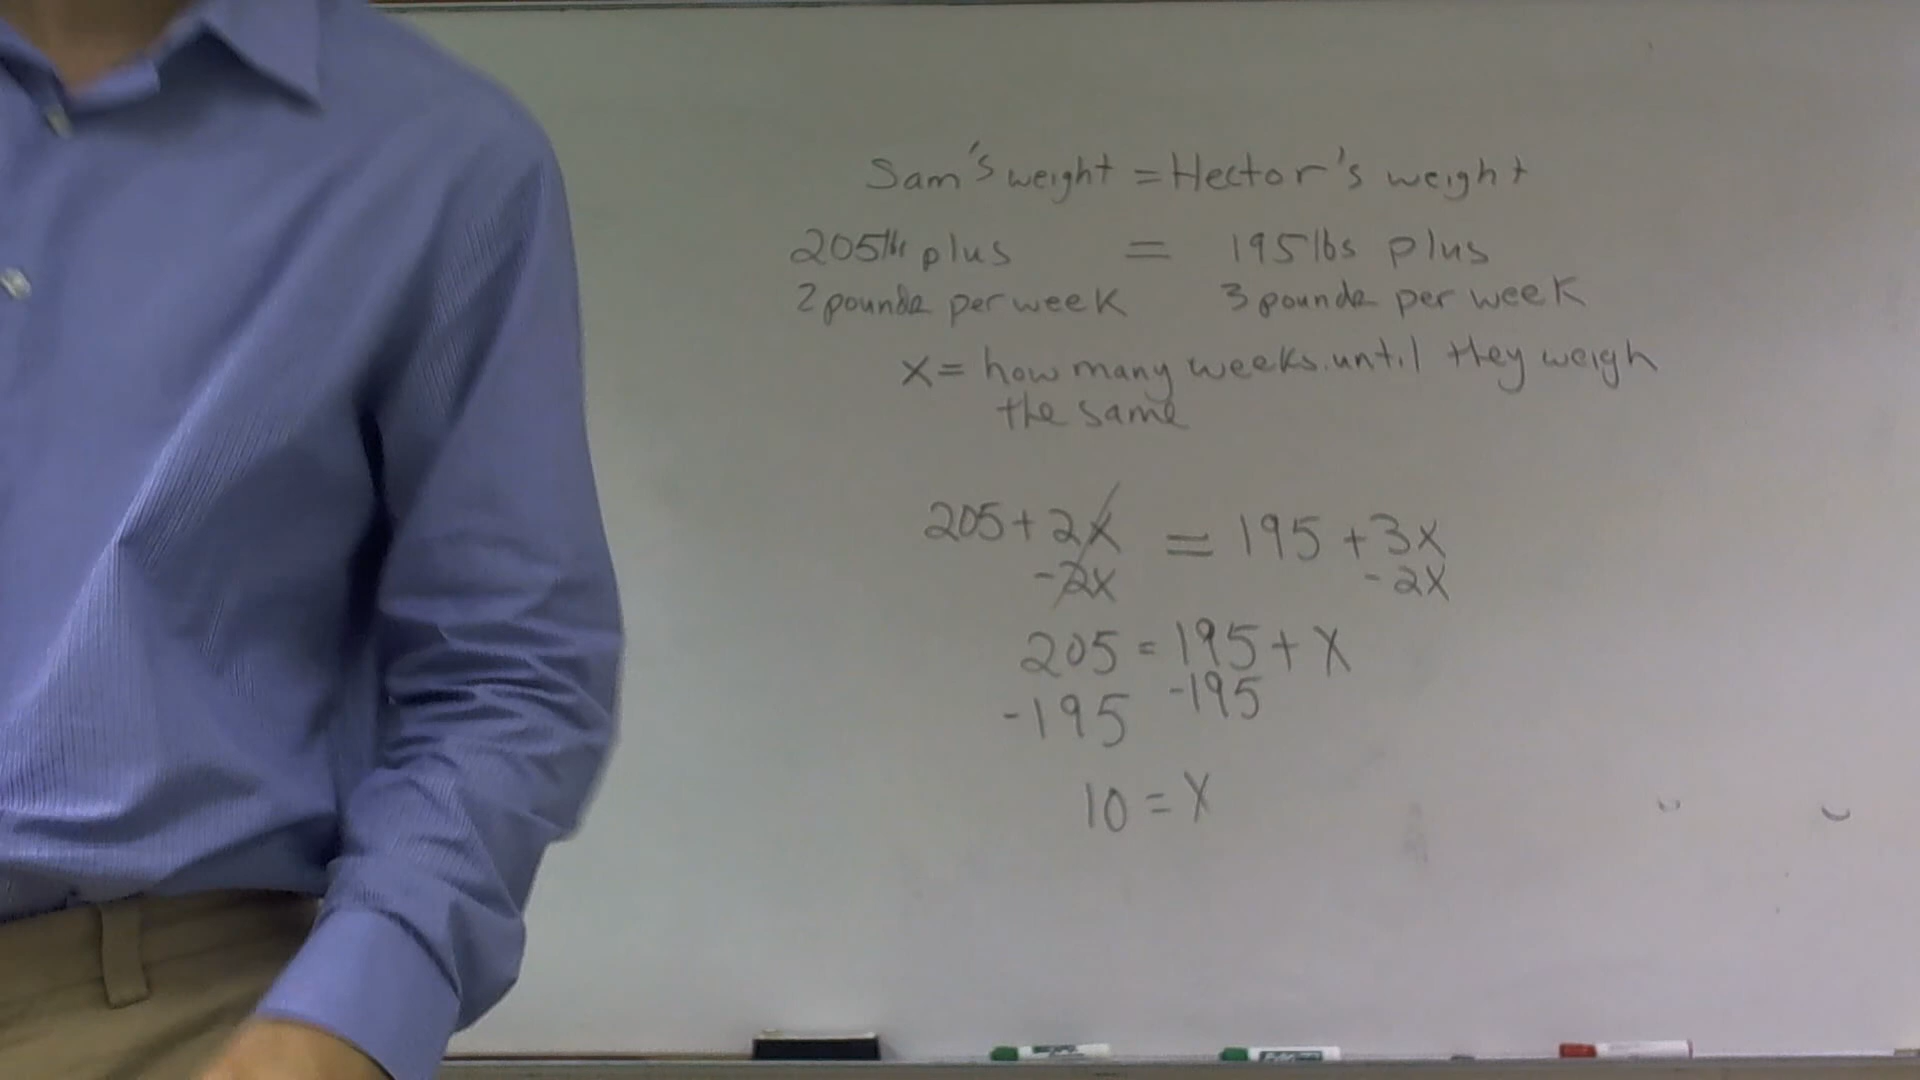 Sam's weight = Hector's weight
205lbs plus = 195lbs plus
2 pounds per week 3 pounds per week
x = how many weeks until they weigh
the same
205 + 2x = 195 + 3x
-2x -2x
205 = 195 + x
-195 -195
10 = x